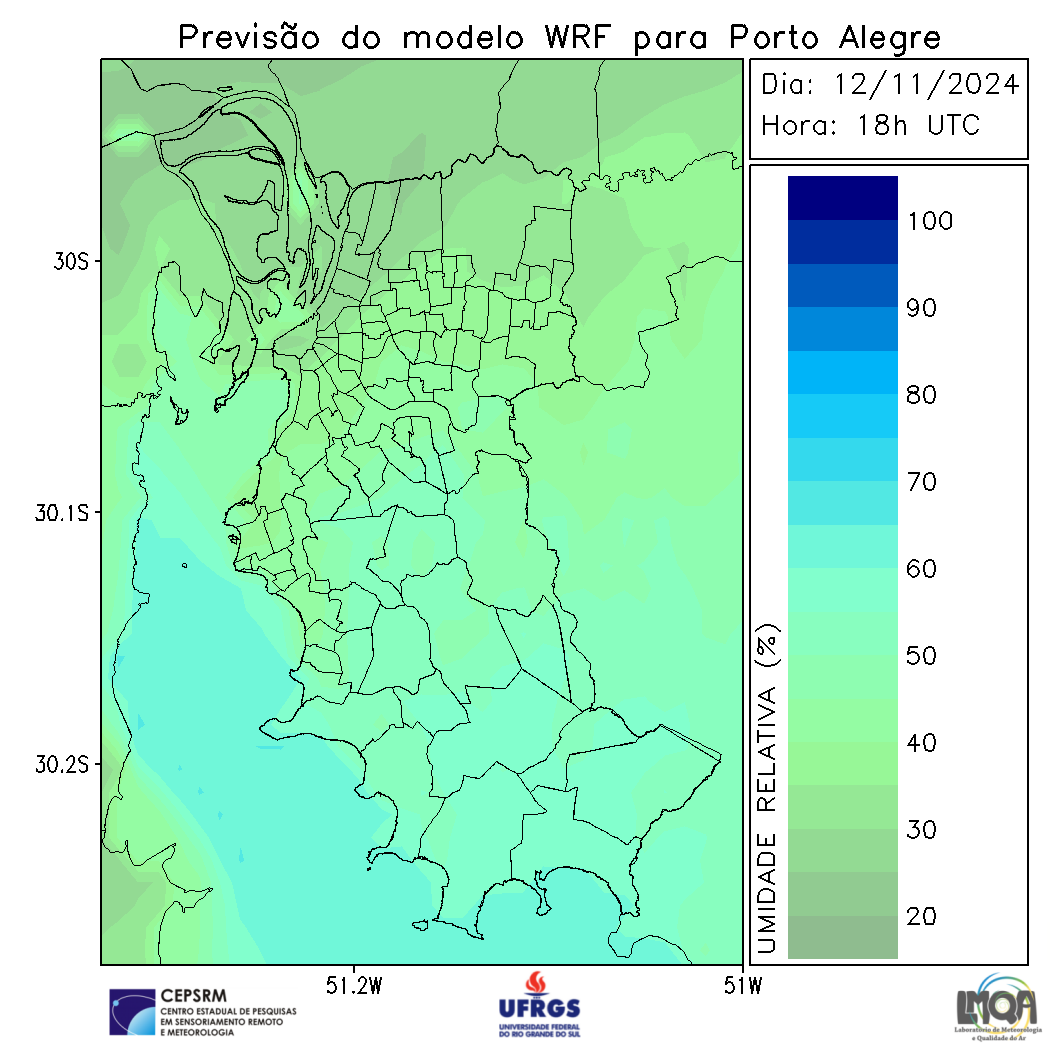 Previsão do modelo WRF para Porto Alegre
Dia: 12/11/2024
Hora: 18h UTC
100
90
80
70
60
50
40
30
20
UMIDADE RELATIVA (%)
30S
30.1S
30.2S
51.2W
51W
CEPSRM
CENTRO ESTADUAL DE PESQUISAS
EM SENSORIAMENTO REMOTO
E METEOROLOGIA
UFRGS
UNIVERSIDADE FEDERAL
DO RIO GRANDE DO SUL
LMQA
Laboratório de Meteorologia
e Qualidade do Ar